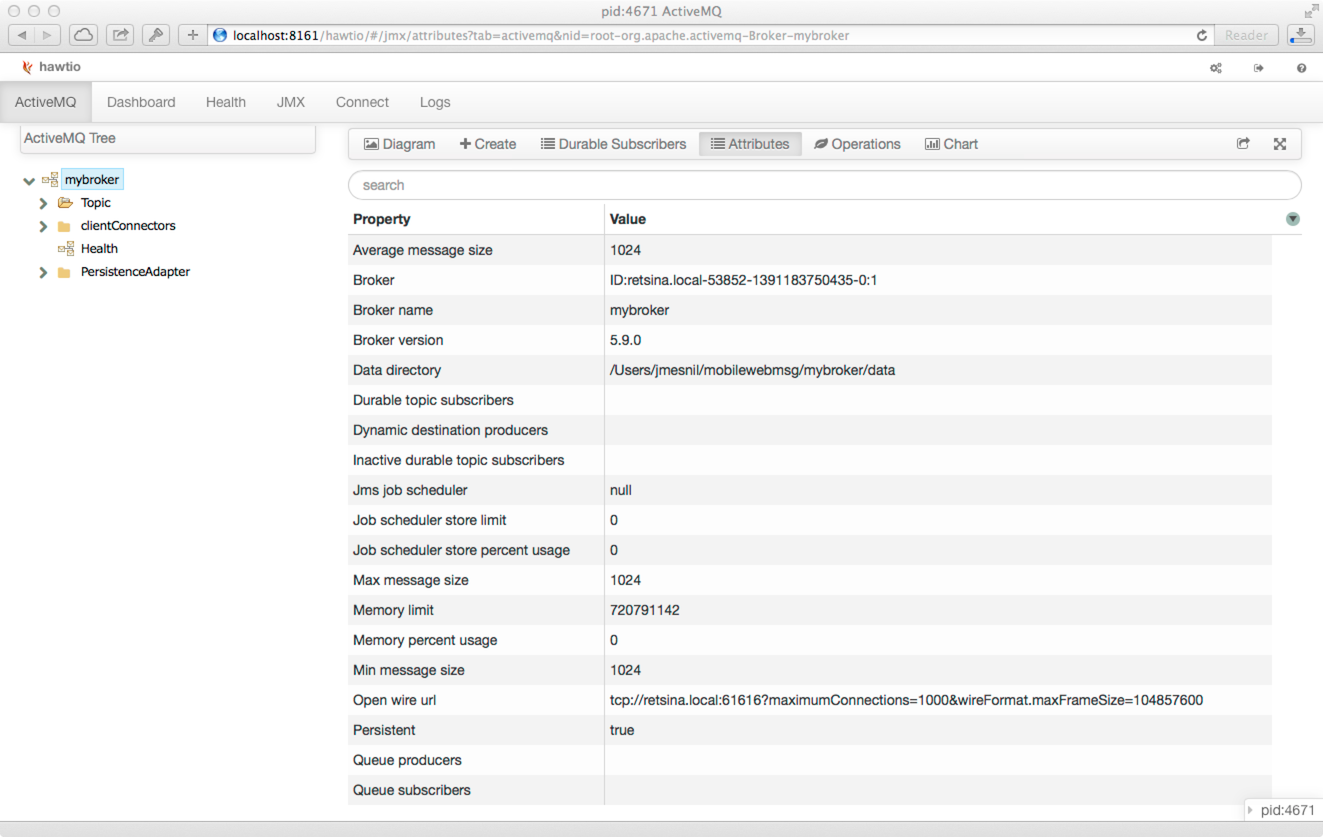 pid:4671 ActiveMQ
localhost:8161/hawtio/#/jmx/attributes?tab=activemq&nid=root-org.apache.activemq-Broker-mybroker
Reader
hawtio
ActiveMQ Dashboard Health JMX Connect Logs
ActiveMQ Tree
mybroker
Topic
clientConnectors
Health
PersistenceAdapter
Diagram Create Durable Subscribers Attributes Operations Chart
search
Property Value
Average message size 1024
Broker ID:retsina.local-53852-1391183750435-0:1
Broker name mybroker
Broker version 5.9.0
Data directory /Users/jmesnil/mobilewebmsg/mybroker/data
Durable topic subscribers
Dynamic destination producers
Inactive durable topic subscribers
Jms job scheduler null
Job scheduler store limit 0
Job scheduler store percent usage 0
Max message size 1024
Memory limit 720791142
Memory percent usage 0
Min message size 1024
Open wire url tcp://retsina.local:61616?maximumConnections=1000&wireFormat.maxFrameSize=104857600
Persistent true
Queue producers
Queue subscribers
pid:4671